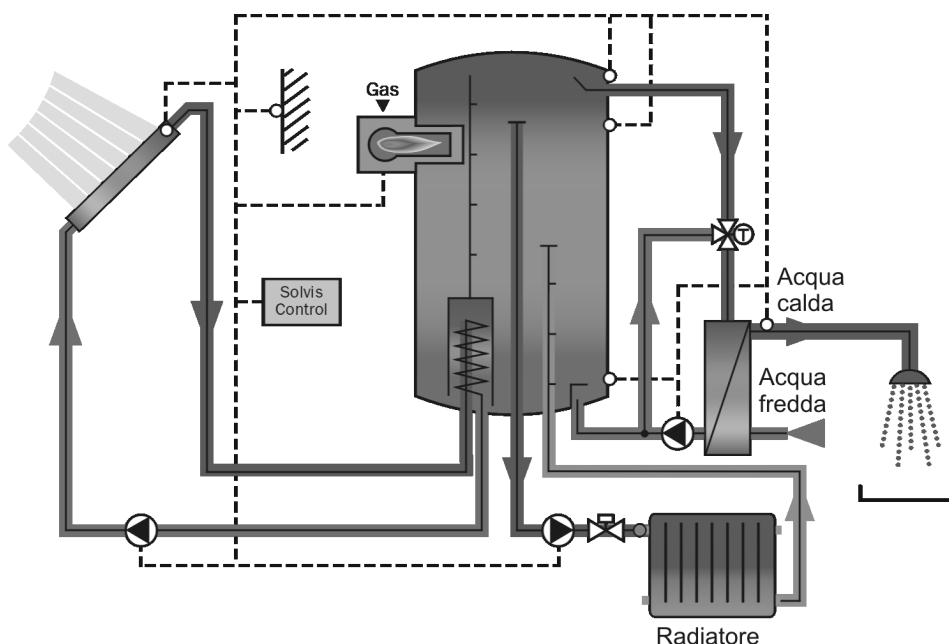 Gas
Solvis
Control
T
Acqua
calda
Acqua
fredda
Radiatore